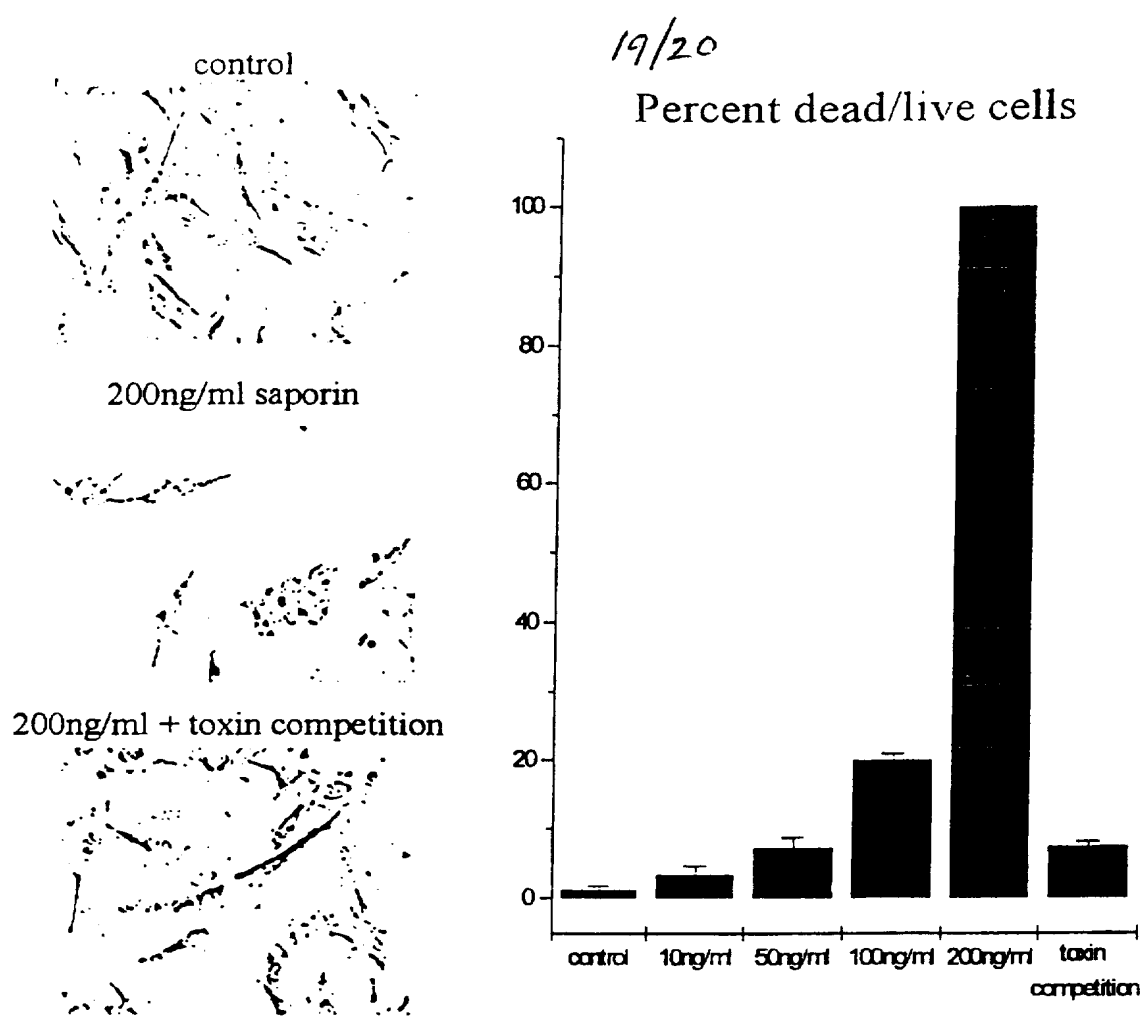 19/20
control
200ng/ml saporin
200ng/ml + toxin competition
Percent dead/live cells
100
80
60
40
20
0
control 10ng/ml 50ng/ml 100ng/ml 200ng/ml toxin competition